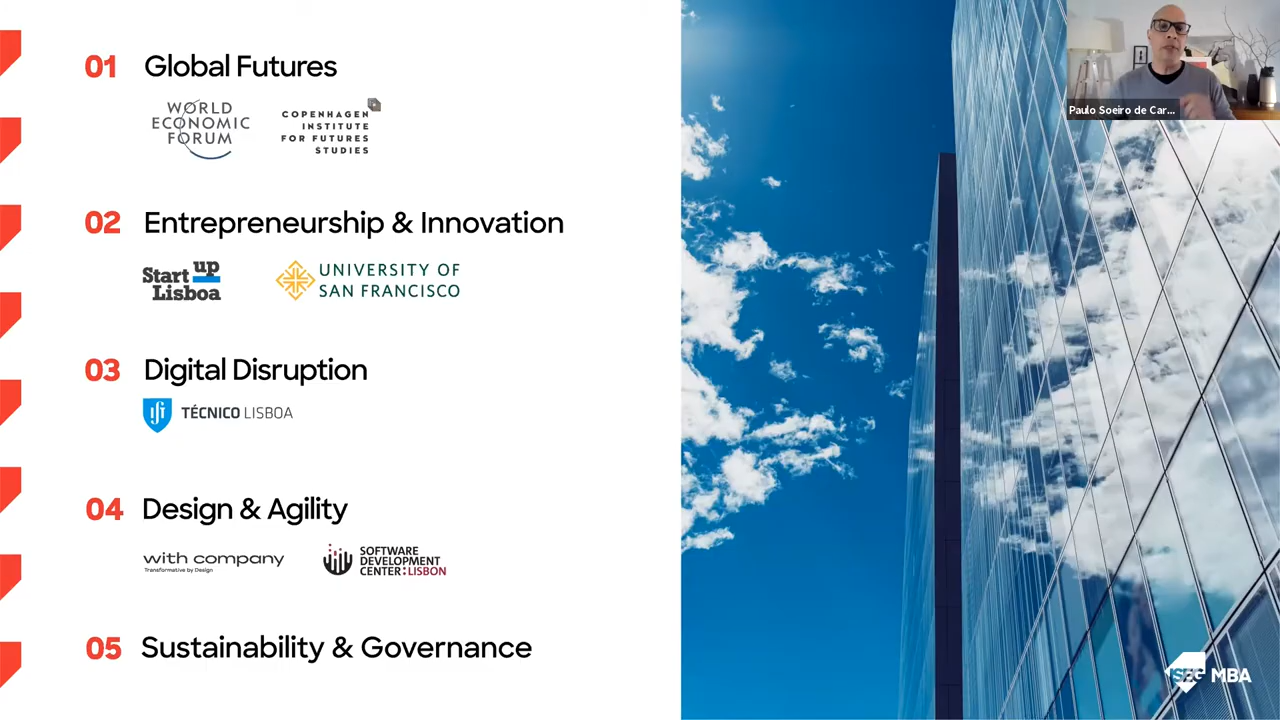 01 Global Futures
WORLD
ECONOMIC
FORUM
COPENHAGEN
INSTITUTE
FOR FUTURES
STUDIES
02 Entrepreneurship & Innovation
Start up
Lisboa
UNIVERSITY OF
SAN FRANCISCO
03 Digital Disruption
TÉCNICO LISBOA
04 Design & Agility
with company
Transformative by Design
SOFTWARE
DEVELOPMENT
CENTER:LISBON
05 Sustainability & Governance
Paulo Soeiro de Car...
ISEG MBA